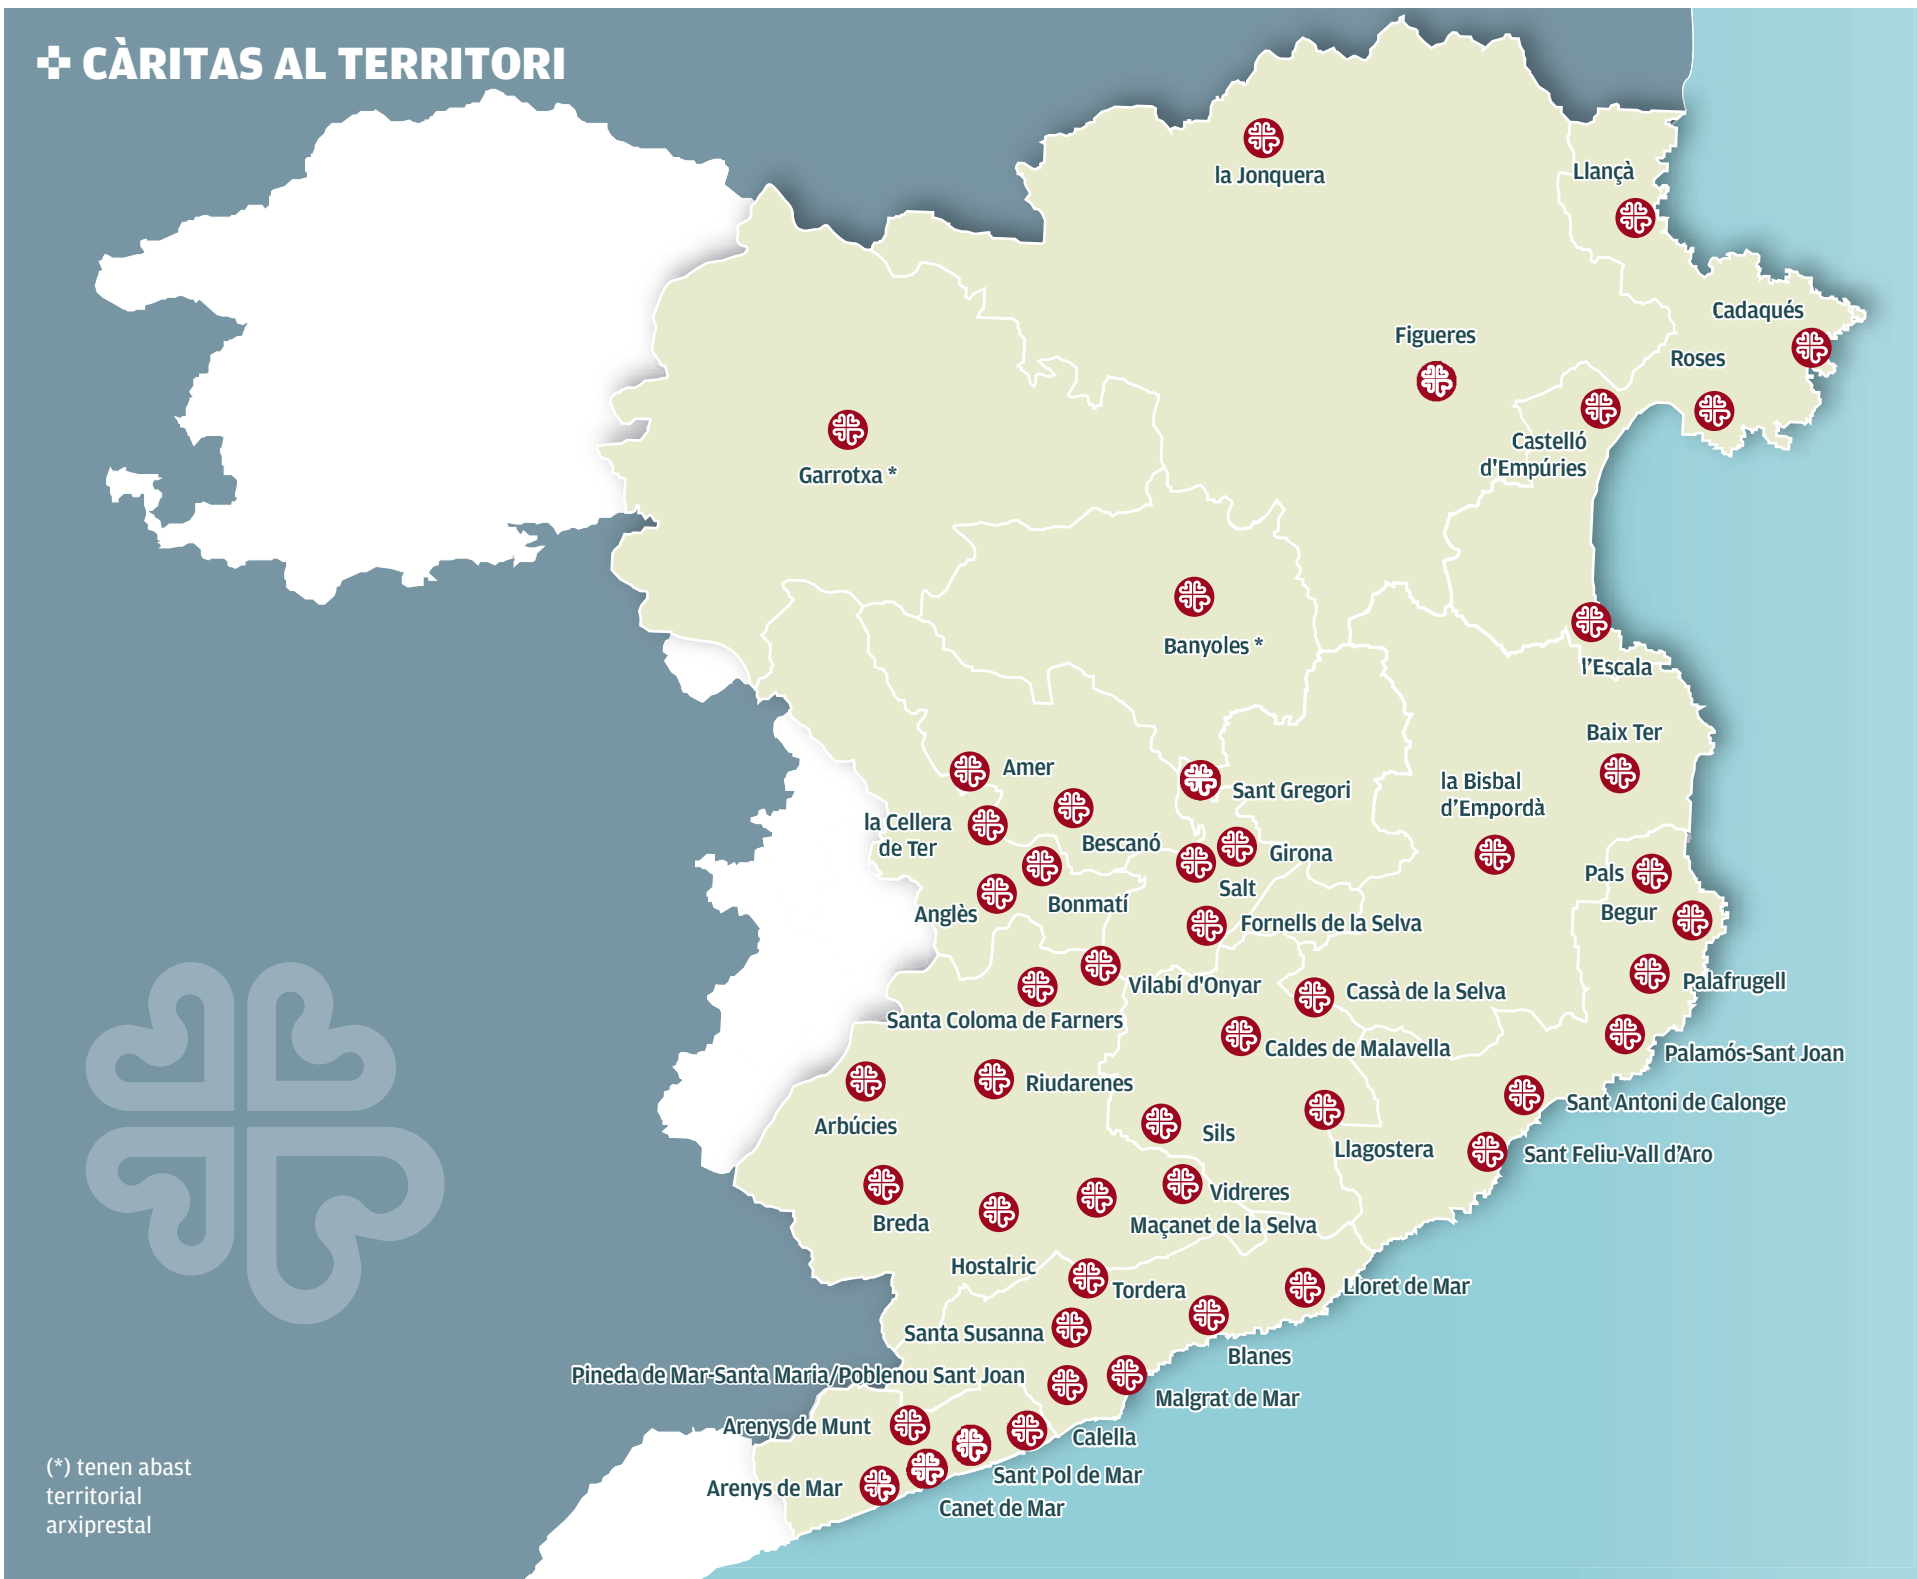 CÀRITAS AL TERRITORI
la Jonquera
Llançà
Cadaqués
Figueres
Roses
Castelló
d'Empúries
Garrotxa *
Banyoles *
l'Escala
Baix Ter
Amer
Sant Gregori
la Bisbal
d'Empordà
la Cellera
de Ter
Bescanó
Girona
Salt
Pals
Anglès
Bonmatí
Begur
Fornells de la Selva
Vilabí d'Onyar
Cassà de la Selva
Palafrugell
Santa Coloma de Farners
Caldes de Malavella
Palamós-Sant Joan
Riudarenes
Sant Antoni de Calonge
Arbúcies
Sils
Llagostera
Sant Feliu-Vall d'Aro
Vidreres
Breda
Maçanet de la Selva
Hostalric
Tordera
Lloret de Mar
Santa Susanna
Blanes
Pineda de Mar-Santa Maria/Poblenou Sant Joan
Malgrat de Mar
Arenys de Munt
Calella
Sant Pol de Mar
Arenys de Mar
Canet de Mar
(*) tenen abast
territorial
arxiprestal